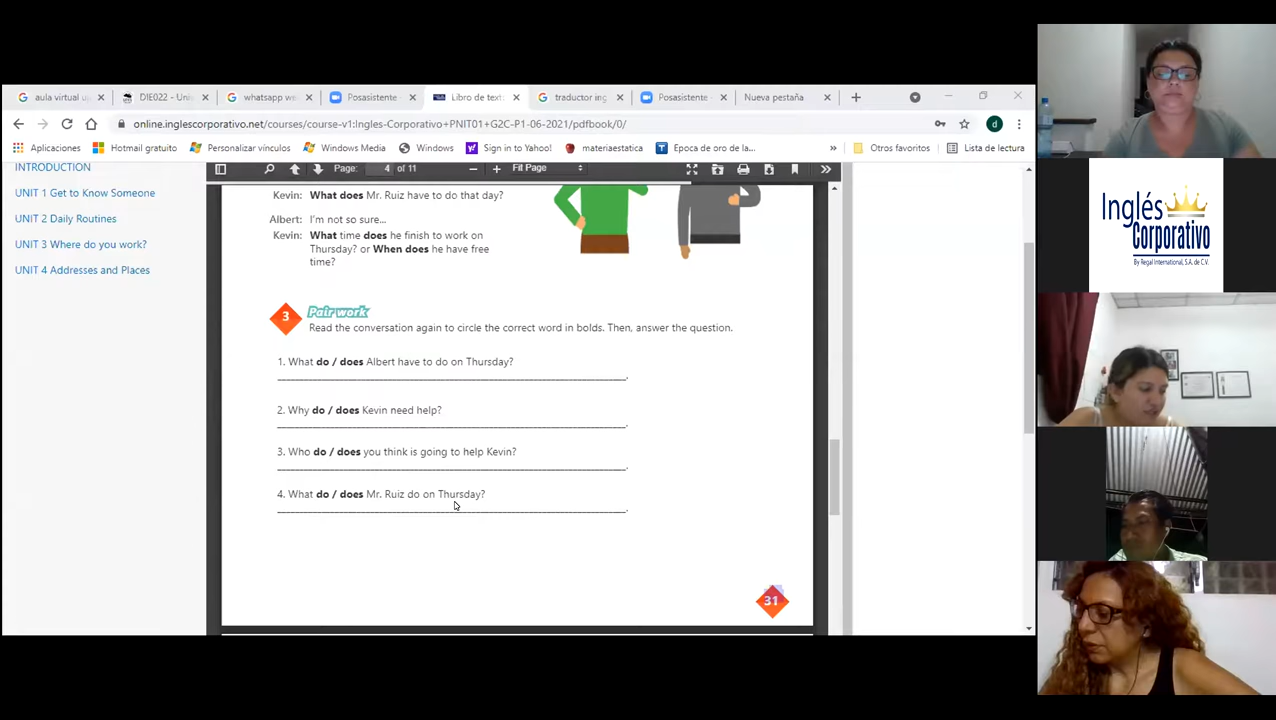 aula virtual u
D1E022 - Uni
whatsapp we
Posasistente
Libro de text
traductor ing
Posasistente
Nueva pestaña
online.inglescorporativo.net/courses/course-v1:Ingles-Corporativo+PNIT01+G2C-P1-06-2021/pdfbook/0/
d
Aplicaciones
Hotmail gratuito
Personalizar vínculos
Windows Media
Windows
Sign in to Yahoo!
materiaestatica
Epoca de oro de la...
»
Otros favoritos
Lista de lectura
INTRODUCTION
UNIT 1 Get to Know Someone
UNIT 2 Daily Routines
UNIT 3 Where do you work?
UNIT 4 Addresses and Places
Page: 4 of 11
Fil Page
Kevin: What does Mr. Ruiz have to do that day?
Albert: I'm not so sure...
Kevin: What time does he finish to work on
Thursday? or When does he have free
time?
3 Pair work
Read the conversation again to circle the correct word in bolds. Then, answer the question.
1. What do / does Albert have to do on Thursday?
2. Why do / does Kevin need help?
3. Who do / does you think is going to help Kevin?
4. What do / does Mr. Ruiz do on Thursday?
31
Inglés
Corporativo
By Regal International, S.A. de C.V.